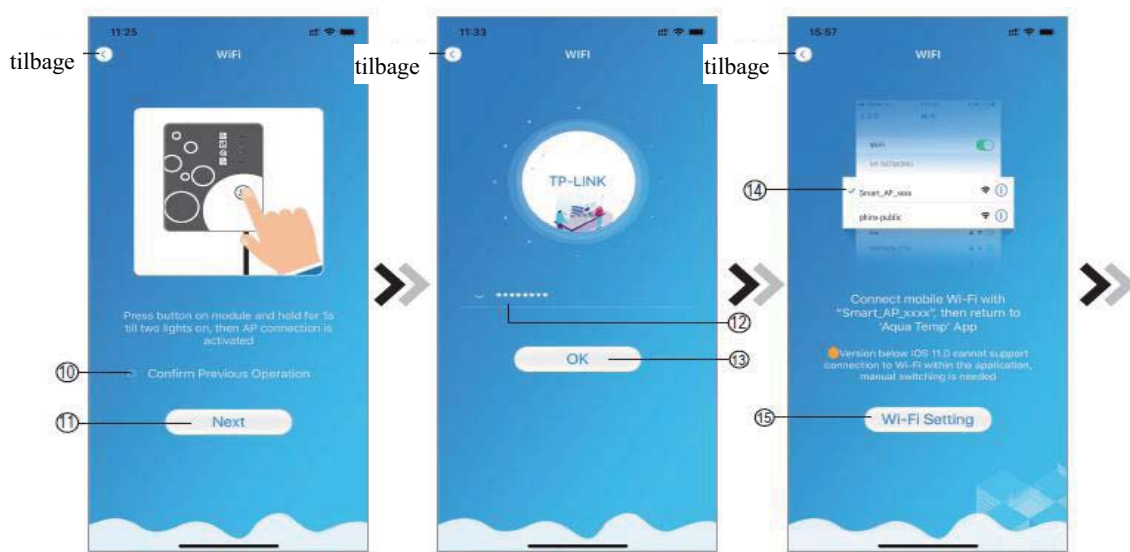 tilbage
11:25
WiFi
Press button on module and hold for 1s
till two lights on, then AP connection is
activated
⑩ Confirm Previous Operation
⑪ Next
tilbage
11:33
WIFI
TP-LINK
••••••••
⑫
OK ⑬
tilbage
15:57
WIFI
Wi-Fi
⑭ Smart_AP_xxxx
phinx-public
Connect mobile Wi-Fi with
"Smart_AP_xxxx", then return to
'Aqua Temp' App
Version below iOS 11.0 cannot support
connection to Wi-Fi within the application,
manual switching is needed
⑮ Wi-Fi Setting